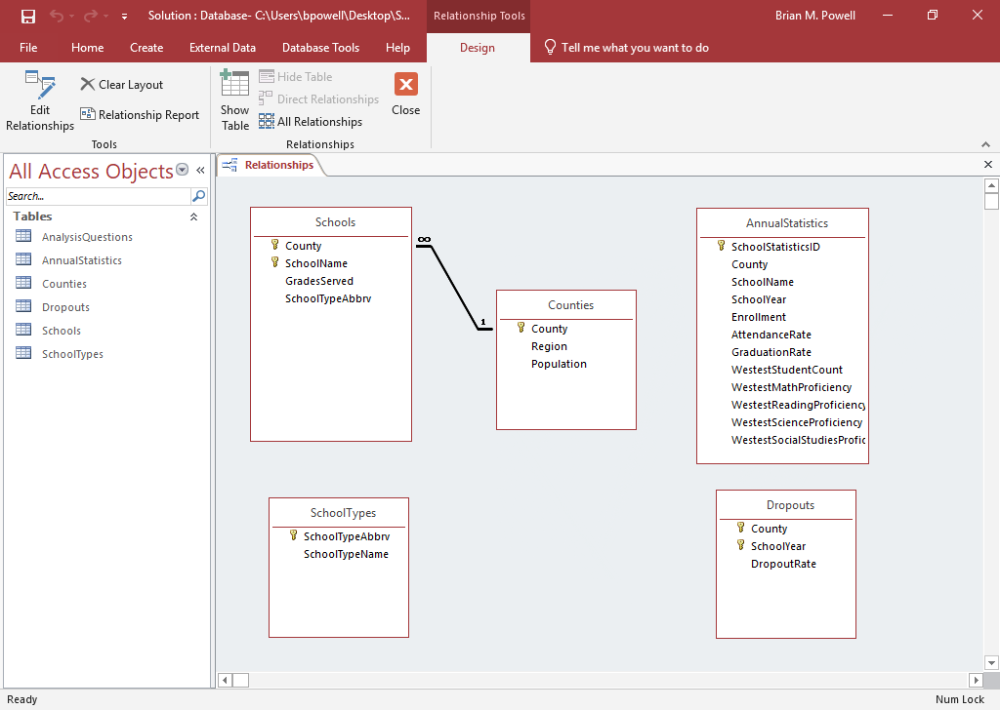 Solution : Database- C:\Users\bpowell\Desktop\S...
Relationship Tools
Brian M. Powell
File Home Create External Data Database Tools Help Design Tell me what you want to do
Edit Relationships
Clear Layout
Relationship Report
Tools
Show Table
Hide Table
Direct Relationships
All Relationships
Close
Relationships
All Access Objects
Search...
Tables
AnalysisQuestions
AnnualStatistics
Counties
Dropouts
Schools
SchoolTypes
Relationships
Schools
County
SchoolName
GradesServed
SchoolTypeAbbrv
∞
1
Counties
County
Region
Population
AnnualStatistics
SchoolStatisticsID
County
SchoolName
SchoolYear
Enrollment
AttendanceRate
GraduationRate
WestestStudentCount
WestestMathProficiency
WestestReadingProficiency
WestestScienceProficiency
WestestSocialStudiesProfic
SchoolTypes
SchoolTypeAbbrv
SchoolTypeName
Dropouts
County
SchoolYear
DropoutRate
Ready
Num Lock